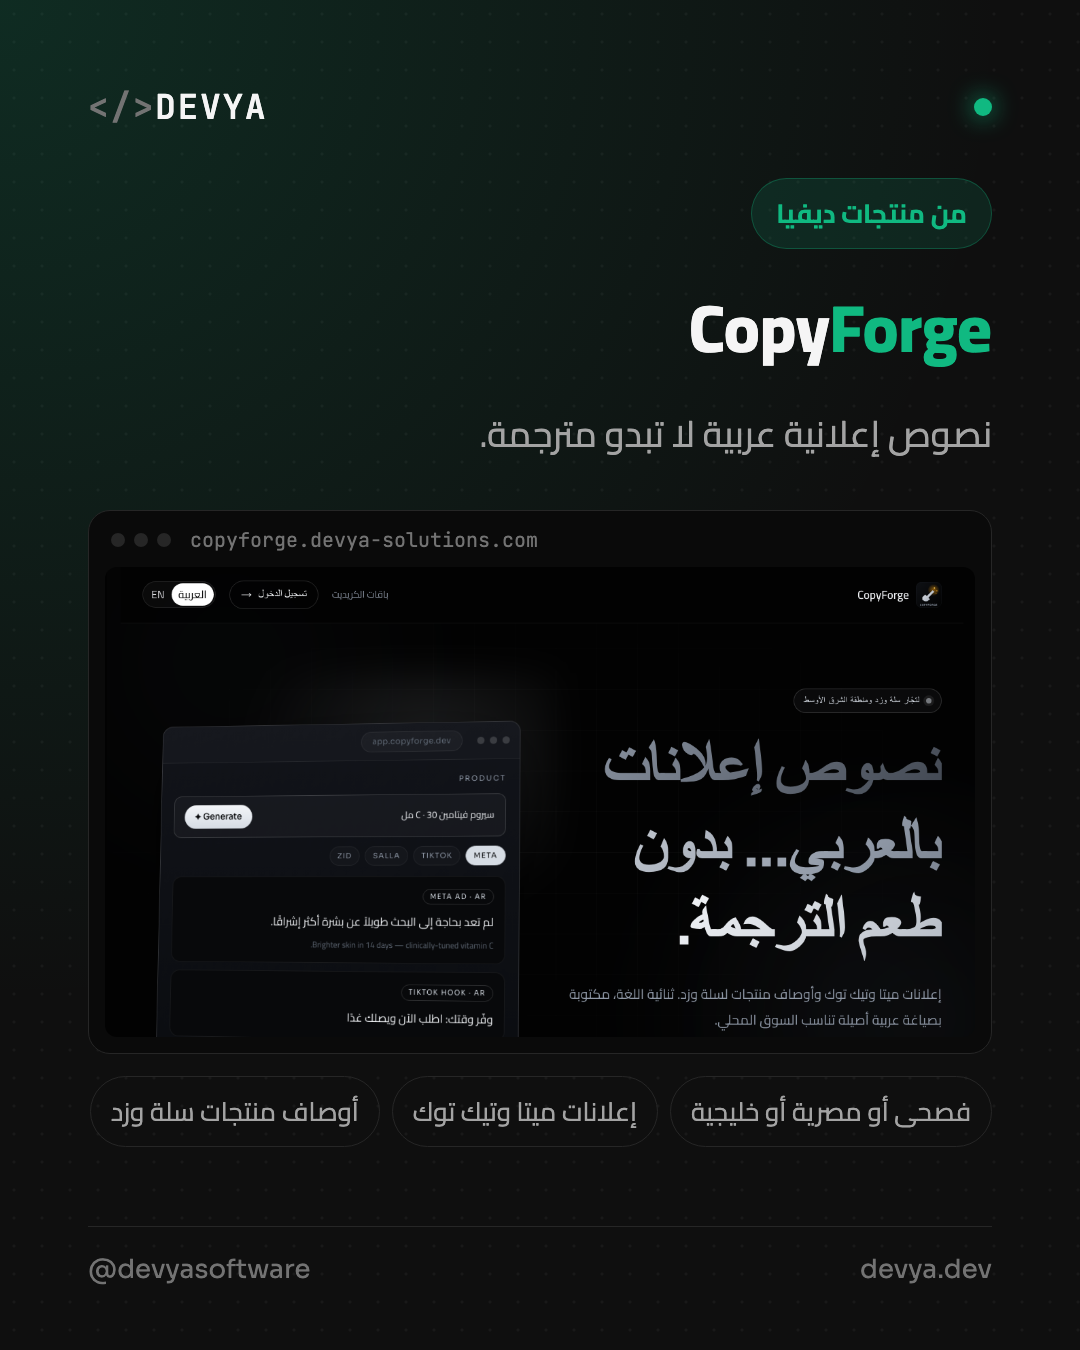 </>DEVYA
من منتجات ديفيا
CopyForge
نصوص إعلانية عربية لا تبدو مترجمة.
copyforge.devya-solutions.com
CopyForge
باقات الكريديت
تسجيل الدخول →
العربية EN
لتجّار سلة وزد ومنطقة الشرق الأوسط
نصوص إعلانات
بالعربي... بدون
طعم الترجمة.
إعلانات ميتا وتيك توك وأوصاف منتجات لسلة وزد. ثنائية اللغة، مكتوبة
بصياغة عربية أصيلة تناسب السوق المحلي.
app.copyforge.dev
PRODUCT
سيروم فيتامين C · 30 مل
✦ Generate
META TIKTOK SALLA ZID
META AD · AR
لم تعد بحاجة إلى البحث طويلاً عن بشرة أكثر إشراقًا.
Brighter skin in 14 days — clinically-tuned vitamin C.
TIKTOK HOOK · AR
وفّر وقتك: اطلب الآن ويصلك غدًا
فصحى أو مصرية أو خليجية
إعلانات ميتا وتيك توك
أوصاف منتجات سلة وزد
@devyasoftware
devya.dev